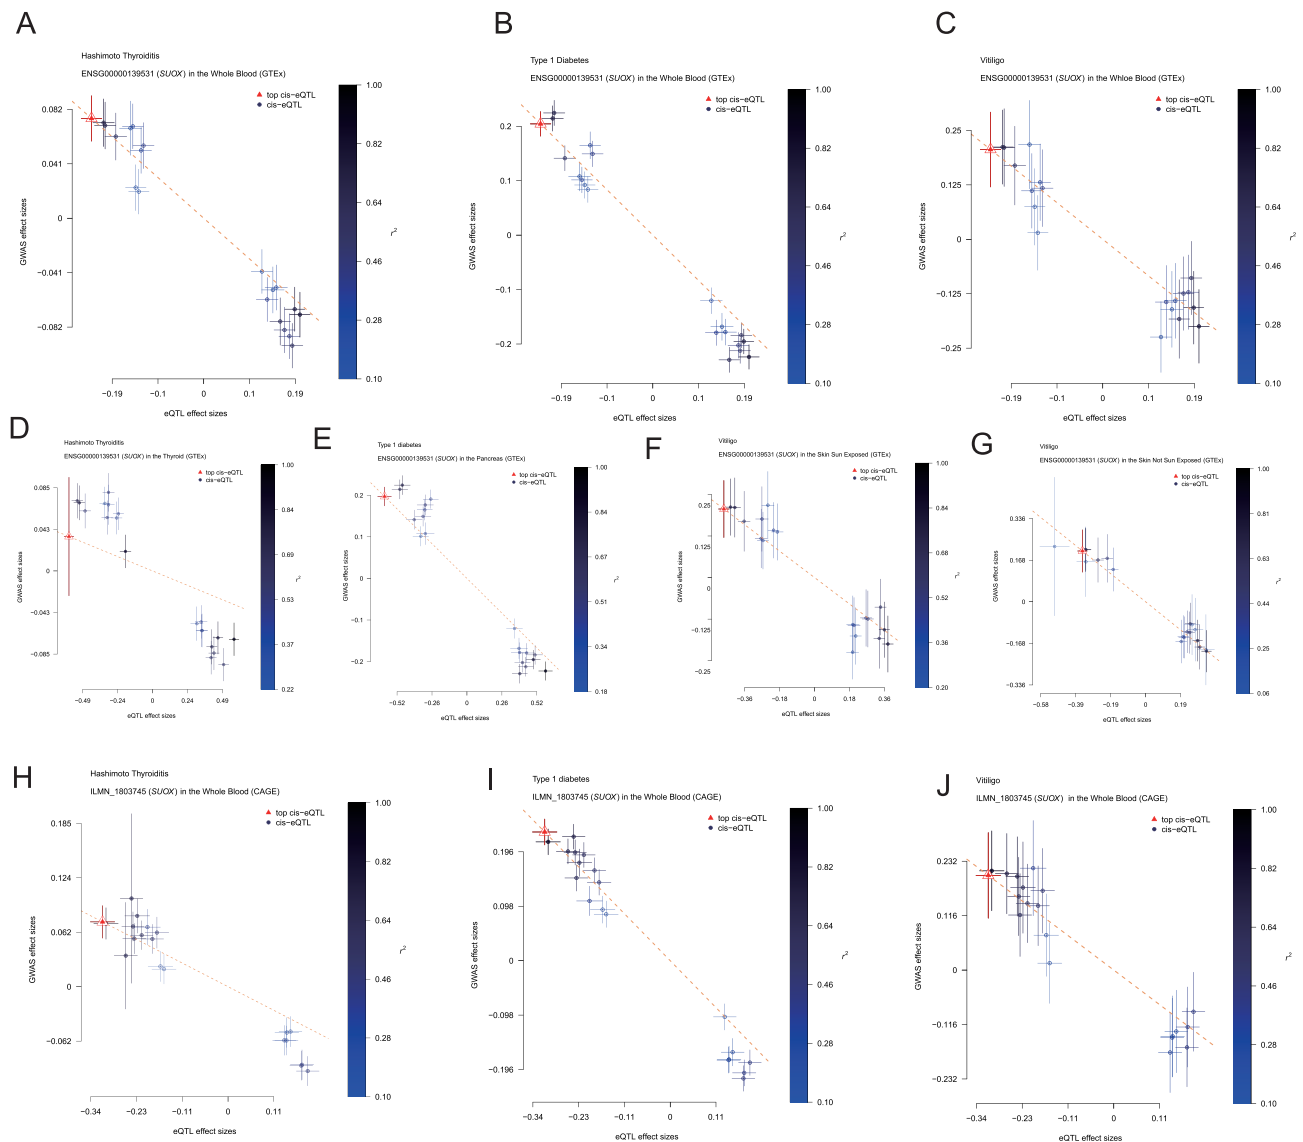 A
Hashimoto Thyroiditis
ENSG00000139531 (SUOX) in the Whole Blood (GTEx)
top cis−eQTL
cis−eQTL
GWAS effect sizes
0.082
0.041
0
−0.041
−0.082
−0.19
−0.1
0
0.1
0.19
eQTL effect sizes
1.00
0.82
0.64
0.46
0.28
0.10
r2
B
Type 1 Diabetes
ENSG00000139531 (SUOX) in the Whole Blood (GTEx)
top cis−eQTL
cis−eQTL
GWAS effect sizes
0.2
0.1
0
−0.1
−0.2
−0.19
−0.1
0
0.1
0.19
eQTL effect sizes
1.00
0.82
0.64
0.46
0.28
0.10
r2
C
Vitiligo
ENSG00000139531 (SUOX) in the Whloe Blood (GTEx)
top cis−eQTL
cis−eQTL
GWAS effect sizes
0.25
0.125
0
−0.125
−0.25
−0.19
−0.1
0
0.1
0.19
eQTL effect sizes
1.00
0.82
0.64
0.46
0.28
0.10
r2
D
Hashimoto Thyroiditis
ENSG00000139531 (SUOX) in the Thyroid (GTEx)
top cis−eQTL
cis−eQTL
GWAS effect sizes
0.085
0.043
0
−0.043
−0.085
−0.49
−0.24
0
0.24
0.49
eQTL effect sizes
1.00
0.84
0.69
0.53
0.37
0.22
r2
E
Type 1 diabetes
ENSG00000139531 (SUOX) in the Pancreas (GTEx)
top cis−eQTL
cis−eQTL
GWAS effect sizes
0.2
0.1
0
−0.1
−0.2
−0.52
−0.26
0
0.26
0.52
eQTL effect sizes
1.00
0.84
0.67
0.51
0.34
0.18
r2
F
Vitiligo
ENSG00000139531 (SUOX) in the Skin Sun Exposed (GTEx)
top cis−eQTL
cis−eQTL
GWAS effect sizes
0.25
0.125
0
−0.125
−0.25
−0.36
−0.18
0
0.18
0.36
eQTL effect sizes
1.00
0.84
0.68
0.52
0.36
0.20
r2
G
Vitiligo
ENSG00000139531 (SUOX) in the Skin Not Sun Exposed (GTEx)
top cis−eQTL
cis−eQTL
GWAS effect sizes
0.336
0.168
0
−0.168
−0.336
−0.58
−0.39
−0.19
0
0.19
eQTL effect sizes
1.00
0.81
0.63
0.44
0.25
0.06
r2
H
Hashimoto Thyroiditis
ILMN_1803745 (SUOX) in the Whole Blood (CAGE)
top cis−eQTL
cis−eQTL
GWAS effect sizes
0.185
0.124
0.062
0
−0.062
−0.34
−0.23
−0.11
0
0.11
eQTL effect sizes
1.00
0.82
0.64
0.46
0.28
0.10
r2
I
Type 1 diabetes
ILMN_1803745 (SUOX) in the Whole Blood (CAGE)
top cis−eQTL
cis−eQTL
GWAS effect sizes
0.196
0.098
0
−0.098
−0.196
−0.34
−0.23
−0.11
0
0.11
eQTL effect sizes
1.00
0.82
0.64
0.46
0.28
0.10
r2
J
Vitiligo
ILMN_1803745 (SUOX) in the Whole Blood (CAGE)
top cis−eQTL
cis−eQTL
GWAS effect sizes
0.232
0.116
0
−0.116
−0.232
−0.34
−0.23
−0.11
0
0.11
eQTL effect sizes
1.00
0.82
0.64
0.46
0.28
0.10
r2